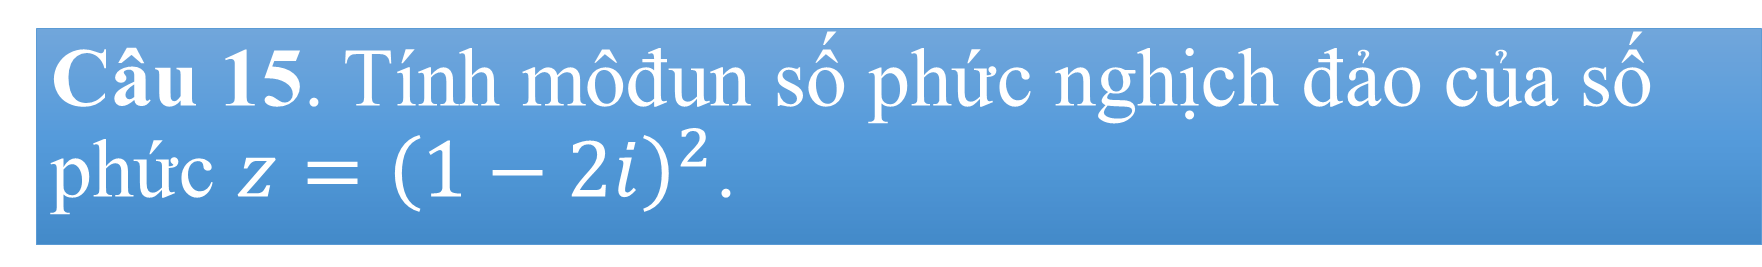 Câu 15. Tính môđun số phức nghịch đảo của số
phức z = (1 − 2i)².